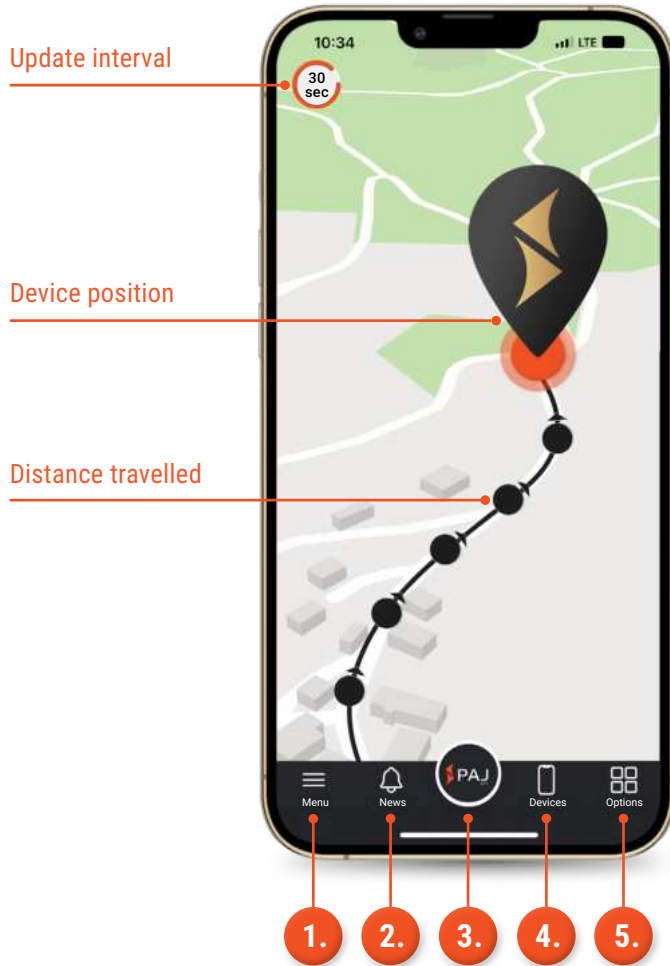 10:34
LTE
Update interval
30
sec
Device position
Distance travelled
PAJ
Menu
News
Devices
Options
1.
2.
3.
4.
5.